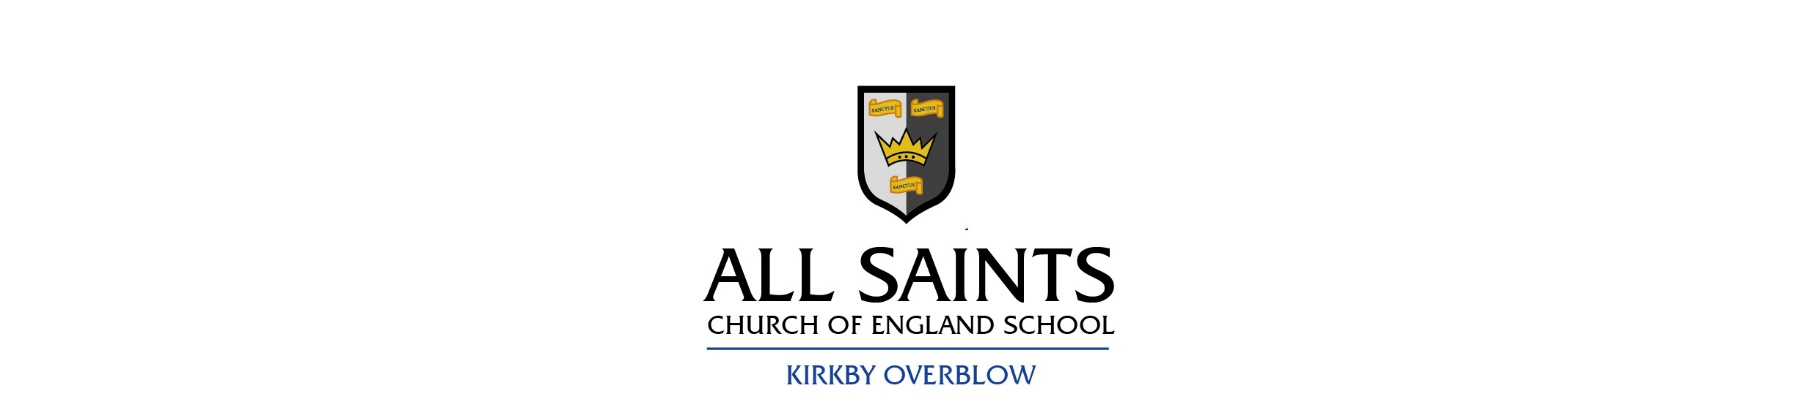 SANCTUS SANCTUS
SANCTUS
ALL SAINTS
CHURCH OF ENGLAND SCHOOL
KIRKBY OVERBLOW